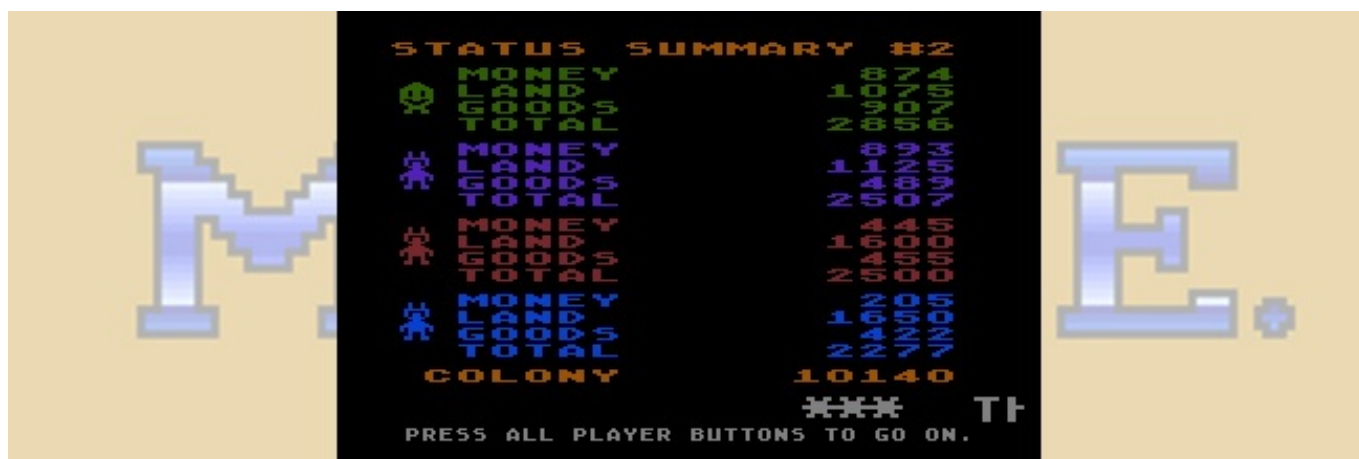 STATUS SUMMARY #2
MONEY 874
LAND 1075
GOODS 907
TOTAL 2856
MONEY 893
LAND 1125
GOODS 489
TOTAL 2507
MONEY 445
LAND 1600
GOODS 455
TOTAL 2500
MONEY 205
LAND 1650
GOODS 422
TOTAL 2277
COLONY 10140
PRESS ALL PLAYER BUTTONS TO GO ON.
M E.